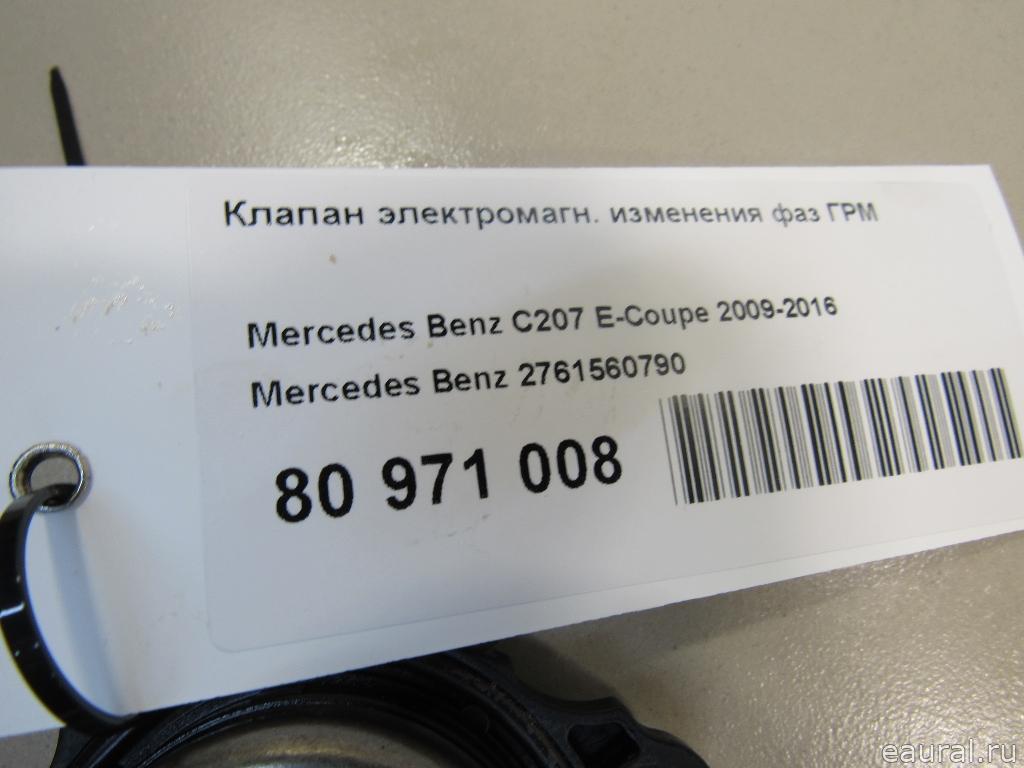 Клапан электромагн. изменения фаз ГРМ
Mercedes Benz C207 E-Coupe 2009-2016
Mercedes Benz 2761560790
80 971 008
eaural.ru